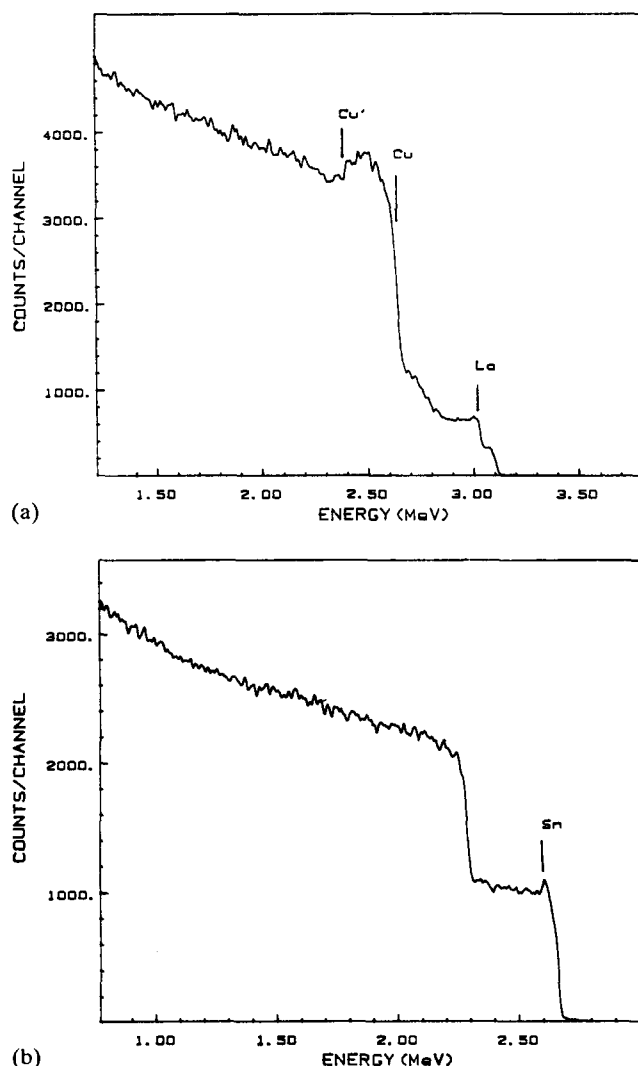 Cu'
Cu
La
COUNTS/CHANNEL
4000.
3000.
2000.
1000.
1.50 2.00 2.50 3.00 3.50
ENERGY (MeV)
(a)
Sn
COUNTS/CHANNEL
3000.
2000.
1000.
1.00 1.50 2.00 2.50
ENERGY (MeV)
(b)